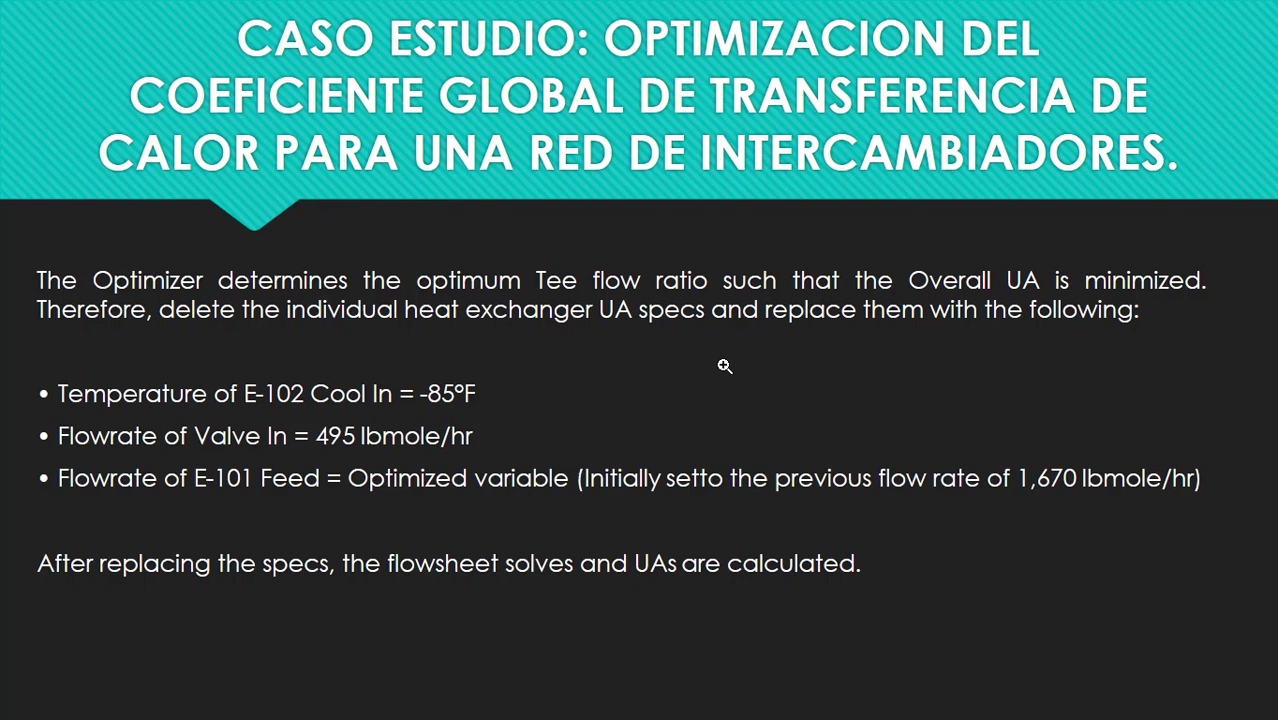 CASO ESTUDIO: OPTIMIZACION DEL
COEFICIENTE GLOBAL DE TRANSFERENCIA DE
CALOR PARA UNA RED DE INTERCAMBIADORES.
The Optimizer determines the optimum Tee flow ratio such that the Overall UA is minimized.
Therefore, delete the individual heat exchanger UA specs and replace them with the following:
• Temperature of E-102 Cool In = -85°F
• Flowrate of Valve In = 495 lbmole/hr
• Flowrate of E-101 Feed = Optimized variable (Initially setto the previous flow rate of 1,670 lbmole/hr)
After replacing the specs, the flowsheet solves and UAs are calculated.